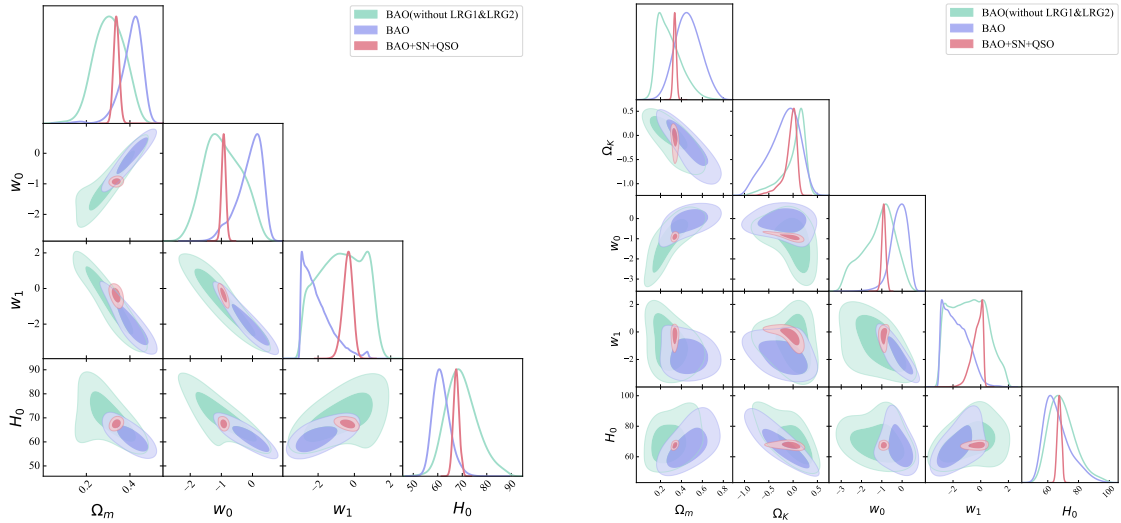 BAO(without LRG1&LRG2)
BAO
BAO+SN+QSO
w₀
0
−1
−2
w₁
2
0
−2
H₀
90
80
70
60
50
0.2 0.4
−2 −1 0
−2 0 2
50 60 70 80 90
Ωₘ w₀ w₁ H₀
BAO(without LRG1&LRG2)
BAO
BAO+SN+QSO
Ω_K
0.5
0.0
−0.5
−1.0
w₀
0
−1
−2
−3
w₁
2
0
−2
H₀
100
80
60
0.2 0.4 0.6 0.8
−1.0 −0.5 0.0 0.5
−2 −1 0
−2 0 2
60 80 100
Ωₘ Ω_K w₀ w₁ H₀